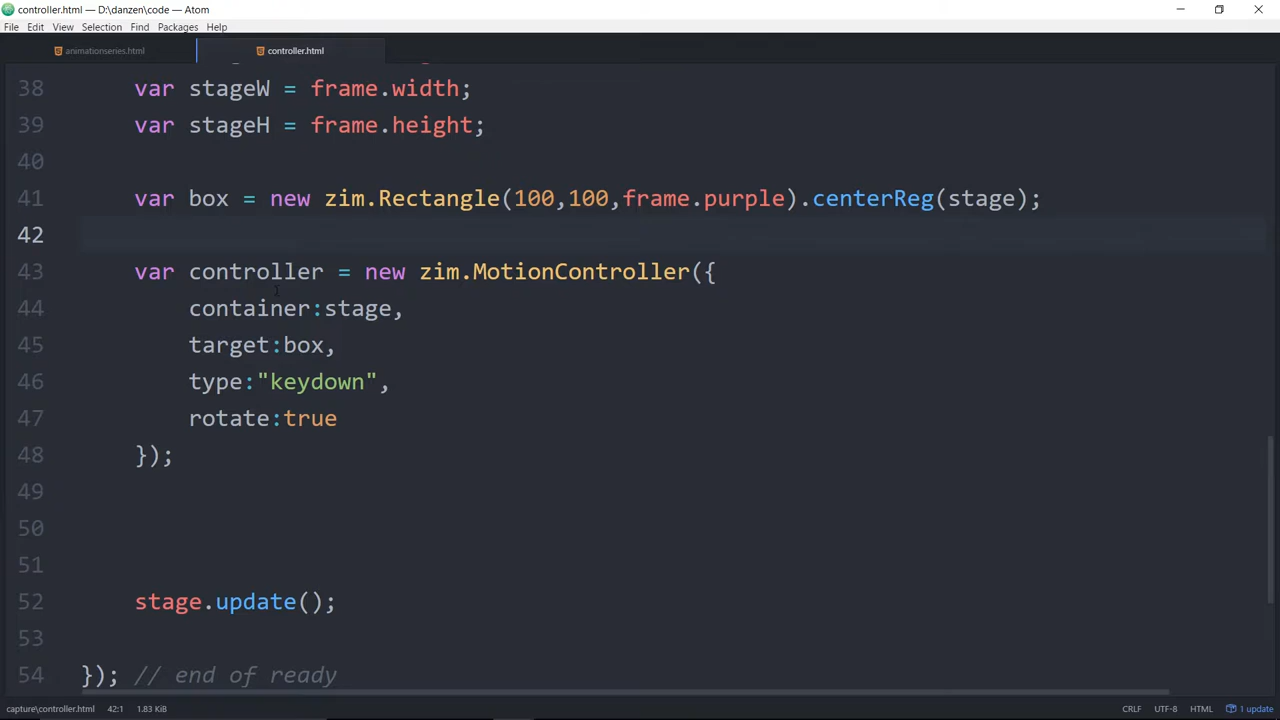 controller.html — D:\danzen\code — Atom
File Edit View Selection Find Packages Help
animationseries.html controller.html
38 var stageW = frame.width;
39 var stageH = frame.height;
40
41 var box = new zim.Rectangle(100,100,frame.purple).centerReg(stage);
42
43 var controller = new zim.MotionController({
44 container:stage,
45 target:box,
46 type:"keydown",
47 rotate:true
48 });
49
50
51
52 stage.update();
53
54 }); // end of ready
capture\controller.html 42:1 1.83 KiB CRLF UTF-8 HTML 1 update